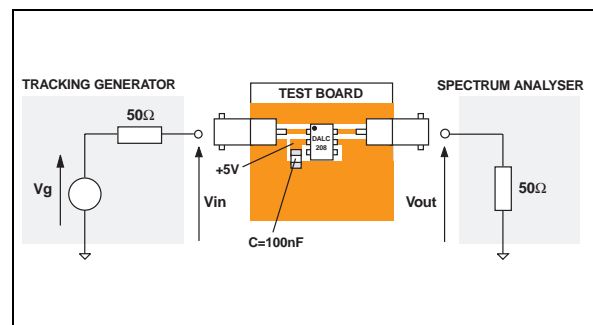 TRACKING GENERATOR
TEST BOARD
SPECTRUM ANALYSER
50Ω
DALC
208
+5V
Vg
Vin
Vout
50Ω
C=100nF